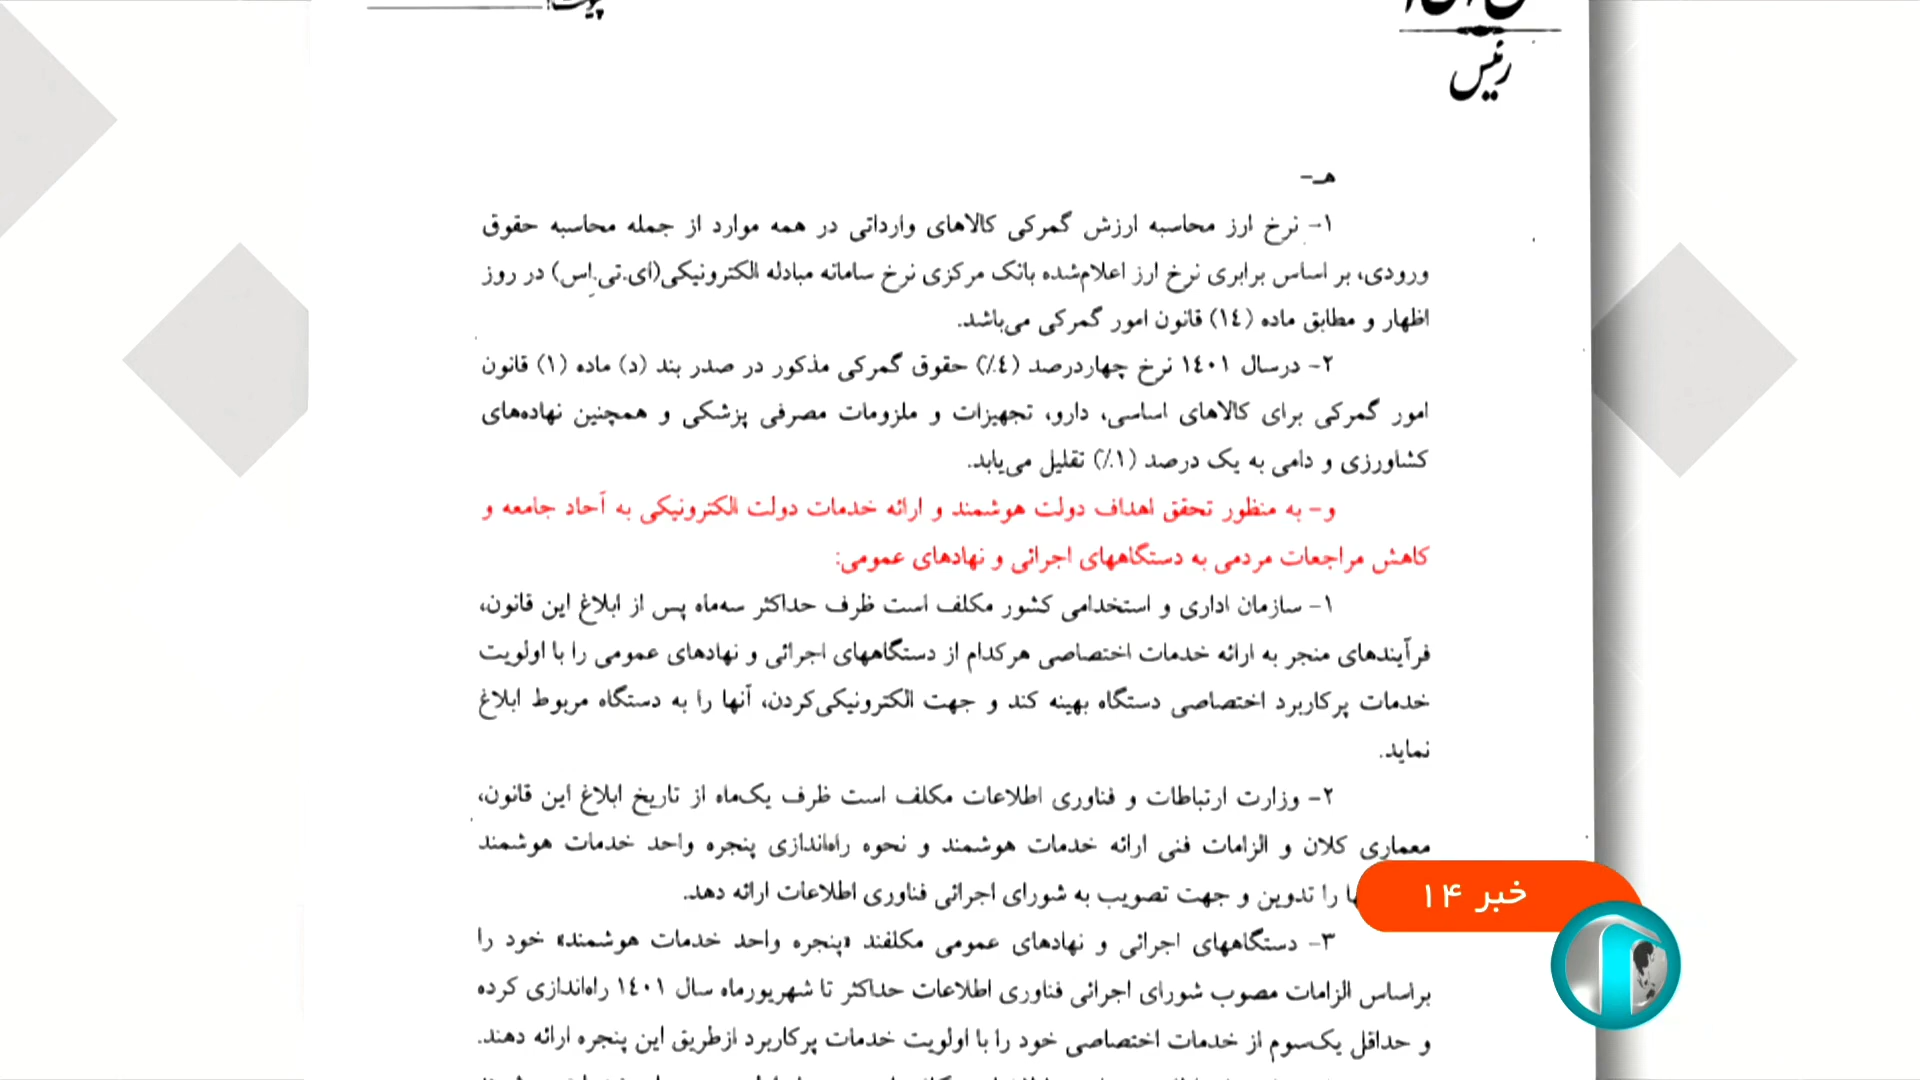 رئیس
هـ-
۱- نرخ ارز محاسبه ارزش گمرکی کالاهای وارداتی در همه موارد از جمله محاسبه حقوق
ورودی، بر اساس برابری نرخ ارز اعلام‌شده بانک مرکزی نرخ سامانه مبادله الکترونیکی(ای.تی.اس) در روز
اظهار و مطابق ماده (۱٤) قانون امور گمرکی می‌باشد.
۲- درسال ۱٤۰۱ نرخ چهاردرصد (٤٪) حقوق گمرکی مذکور در صدر بند (د) ماده (۱) قانون
امور گمرکی برای کالاهای اساسی، دارو، تجهیزات و ملزومات مصرفی پزشکی و همچنین نهاده‌های
کشاورزی و دامی به یک درصد (۱٪) تقلیل می‌یابد.
و- به منظور تحقق اهداف دولت هوشمند و ارائه خدمات دولت الکترونیکی به آحاد جامعه و
کاهش مراجعات مردمی به دستگاههای اجرائی و نهادهای عمومی:
۱- سازمان اداری و استخدامی کشور مکلف است ظرف حداکثر سه‌ماه پس از ابلاغ این قانون،
فرآیندهای منجر به ارائه خدمات اختصاصی هرکدام از دستگاههای اجرائی و نهادهای عمومی را با اولویت
خدمات پرکاربرد اختصاصی دستگاه بهینه کند و جهت الکترونیکی‌کردن، آنها را به دستگاه مربوط ابلاغ
نماید.
۲- وزارت ارتباطات و فناوری اطلاعات مکلف است ظرف یک‌ماه از تاریخ ابلاغ این قانون،
معماری کلان و الزامات فنی ارائه خدمات هوشمند و نحوه راه‌اندازی پنجره واحد خدمات هوشمند
را تدوین و جهت تصویب به شورای اجرائی فناوری اطلاعات ارائه دهد.
خبر ۱۴
۳- دستگاههای اجرائی و نهادهای عمومی مکلفند «پنجره واحد خدمات هوشمند» خود را
براساس الزامات مصوب شورای اجرائی فناوری اطلاعات حداکثر تا شهریورماه سال ۱٤۰۱ راه‌اندازی کرده
و حداقل یک‌سوم از خدمات اختصاصی خود را با اولویت خدمات پرکاربرد ازطریق این پنجره ارائه دهند.